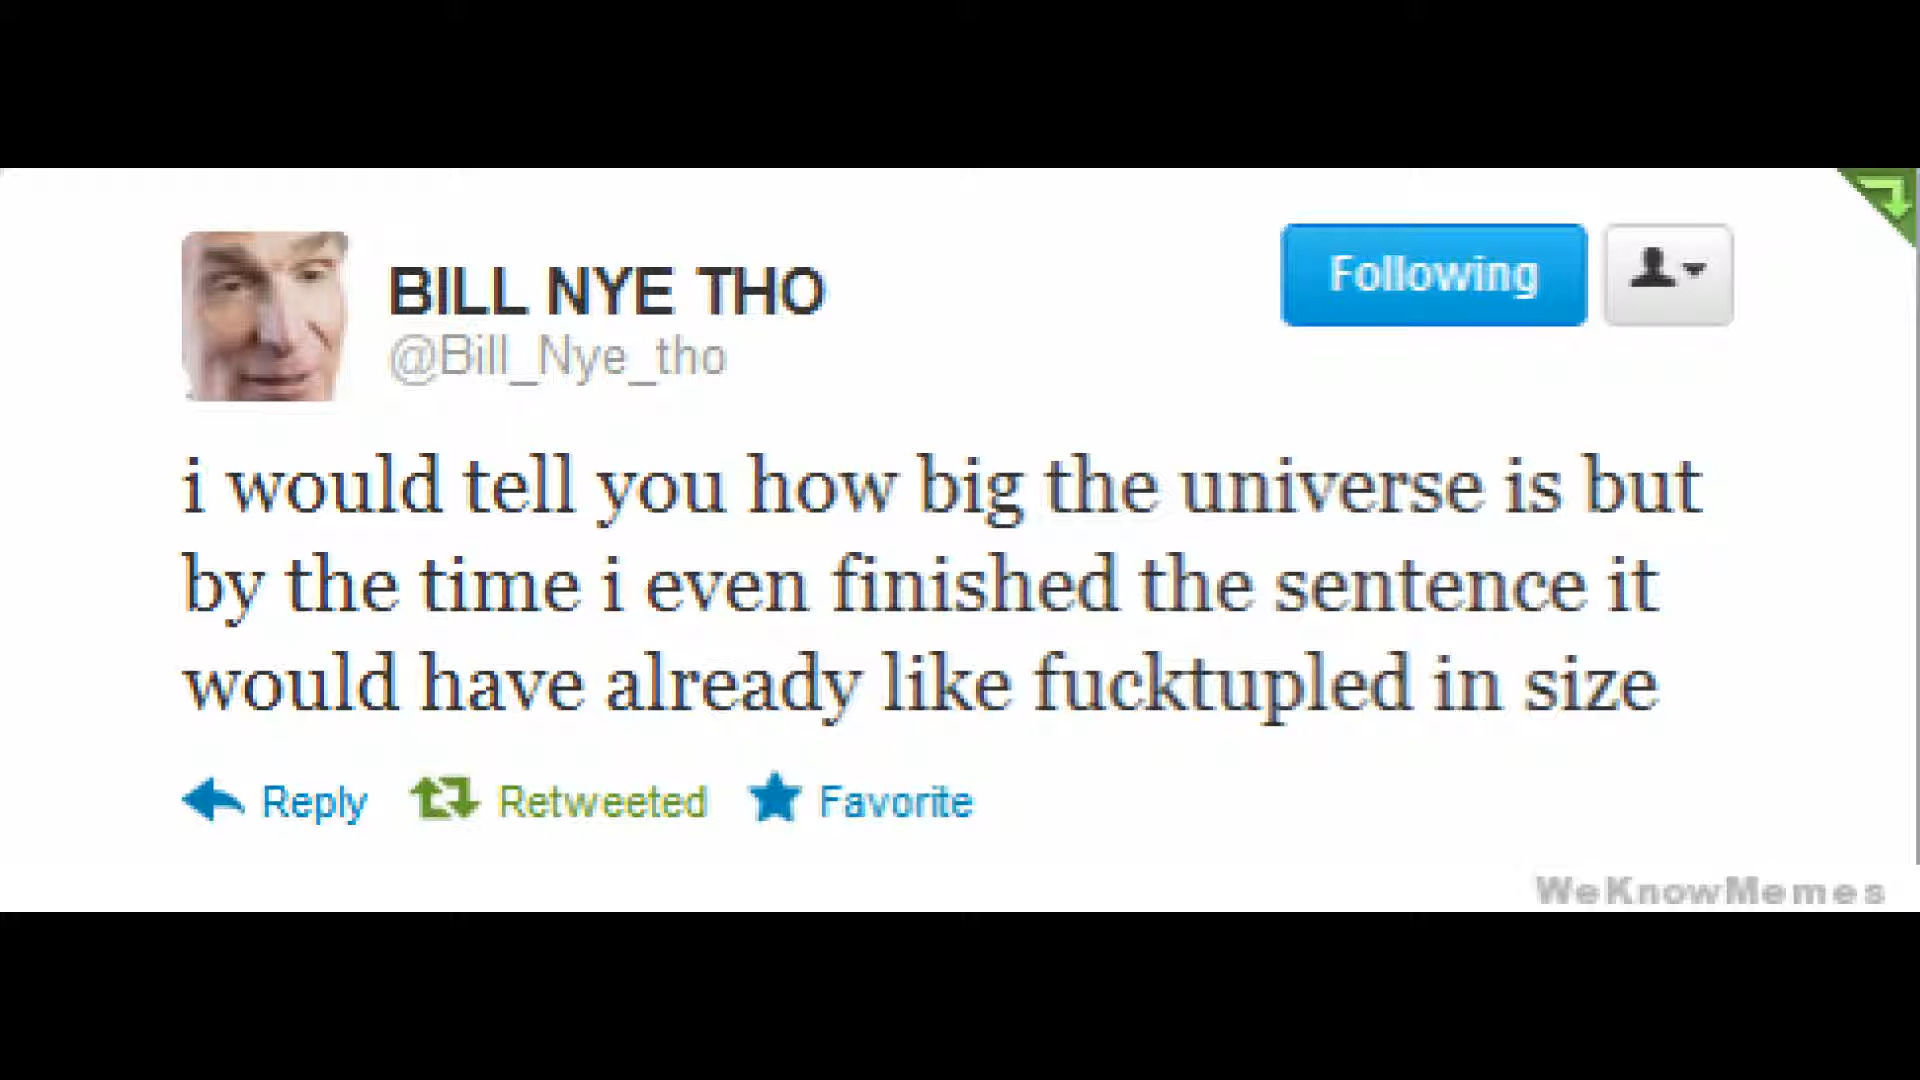 BILL NYE THO
@Bill_Nye_tho
Following
i would tell you how big the universe is but
by the time i even finished the sentence it
would have already like fucktupled in size
Reply Retweeted Favorite
WeKnowMemes